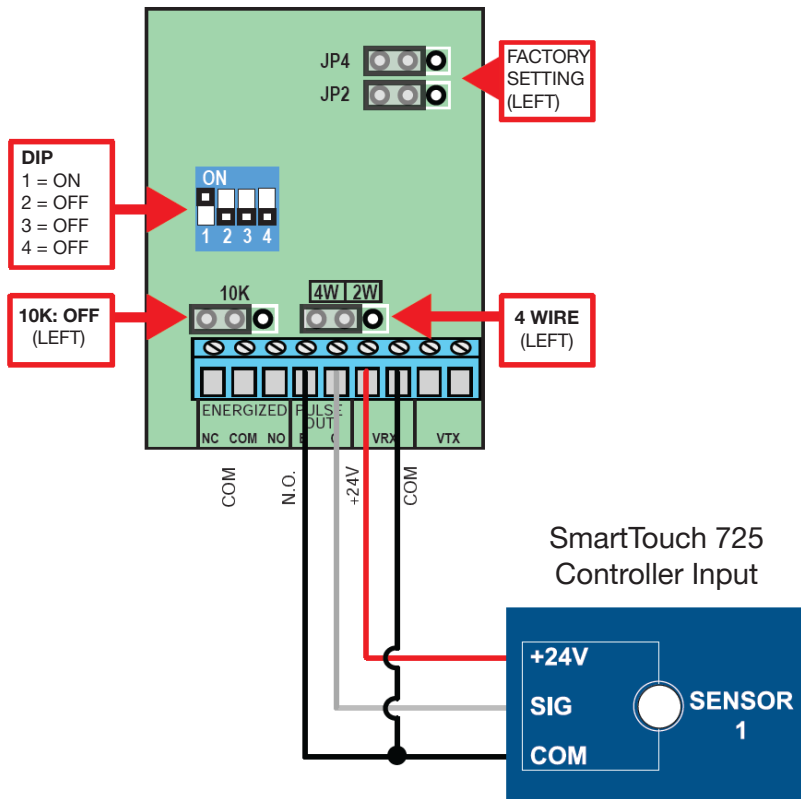 JP4
JP2
FACTORY
SETTING
(LEFT)
DIP
1 = ON
2 = OFF
3 = OFF
4 = OFF
ON
1 2 3 4
10K: OFF
(LEFT)
10K
4W 2W
4 WIRE
(LEFT)
ENERGIZED
PULSE
OUT
NC COM NO E C VRX VTX
COM
N.O.
+24V
COM
SmartTouch 725
Controller Input
+24V
SIG
COM
SENSOR
1